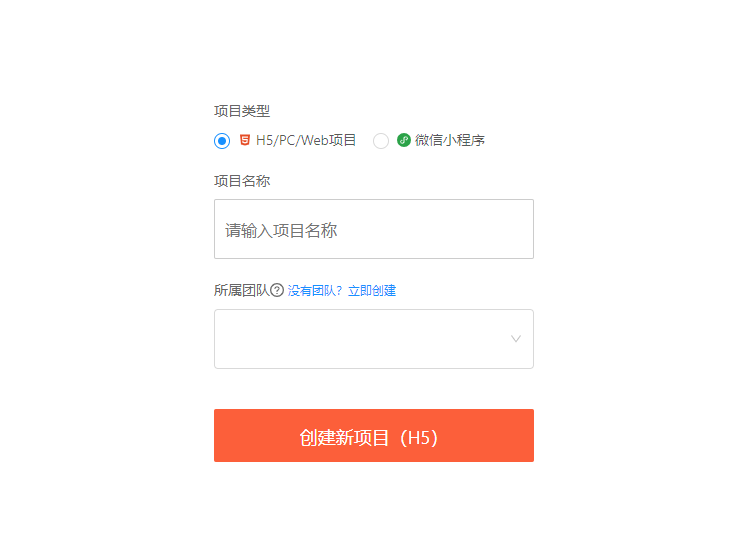 项目类型
H5/PC/Web项目 微信小程序
项目名称
请输入项目名称
所属团队 没有团队？立即创建
创建新项目（H5）